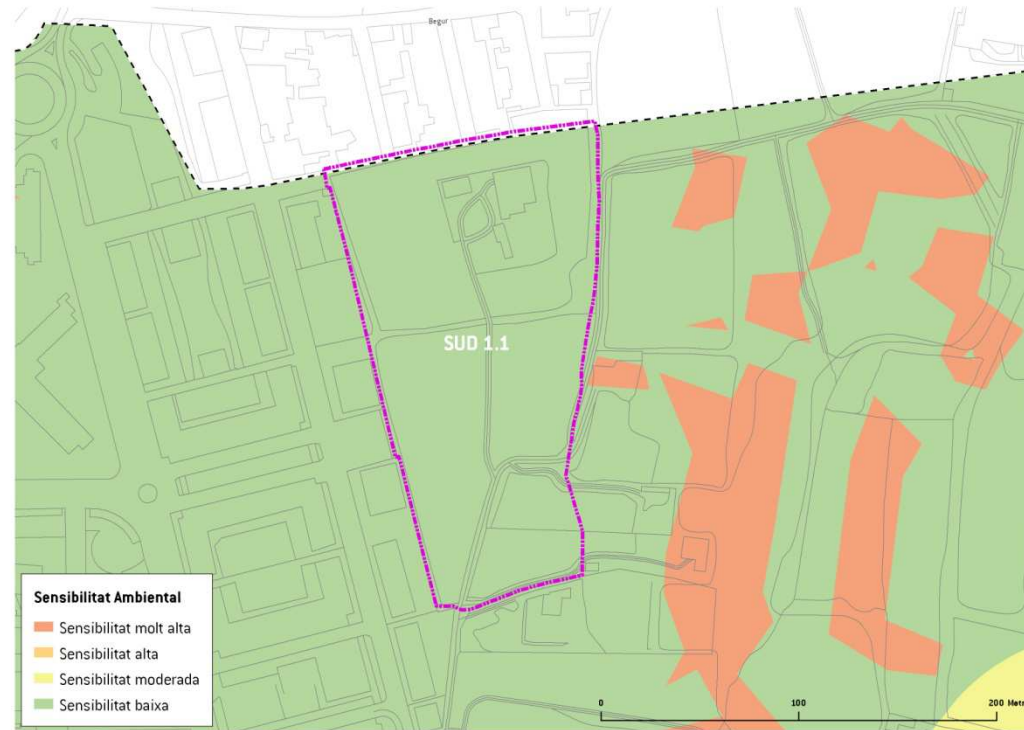 Begur
SUD 1.1
Sensibilitat Ambiental
Sensibilitat molt alta
Sensibilitat alta
Sensibilitat moderada
Sensibilitat baixa
0
100
200 Metr